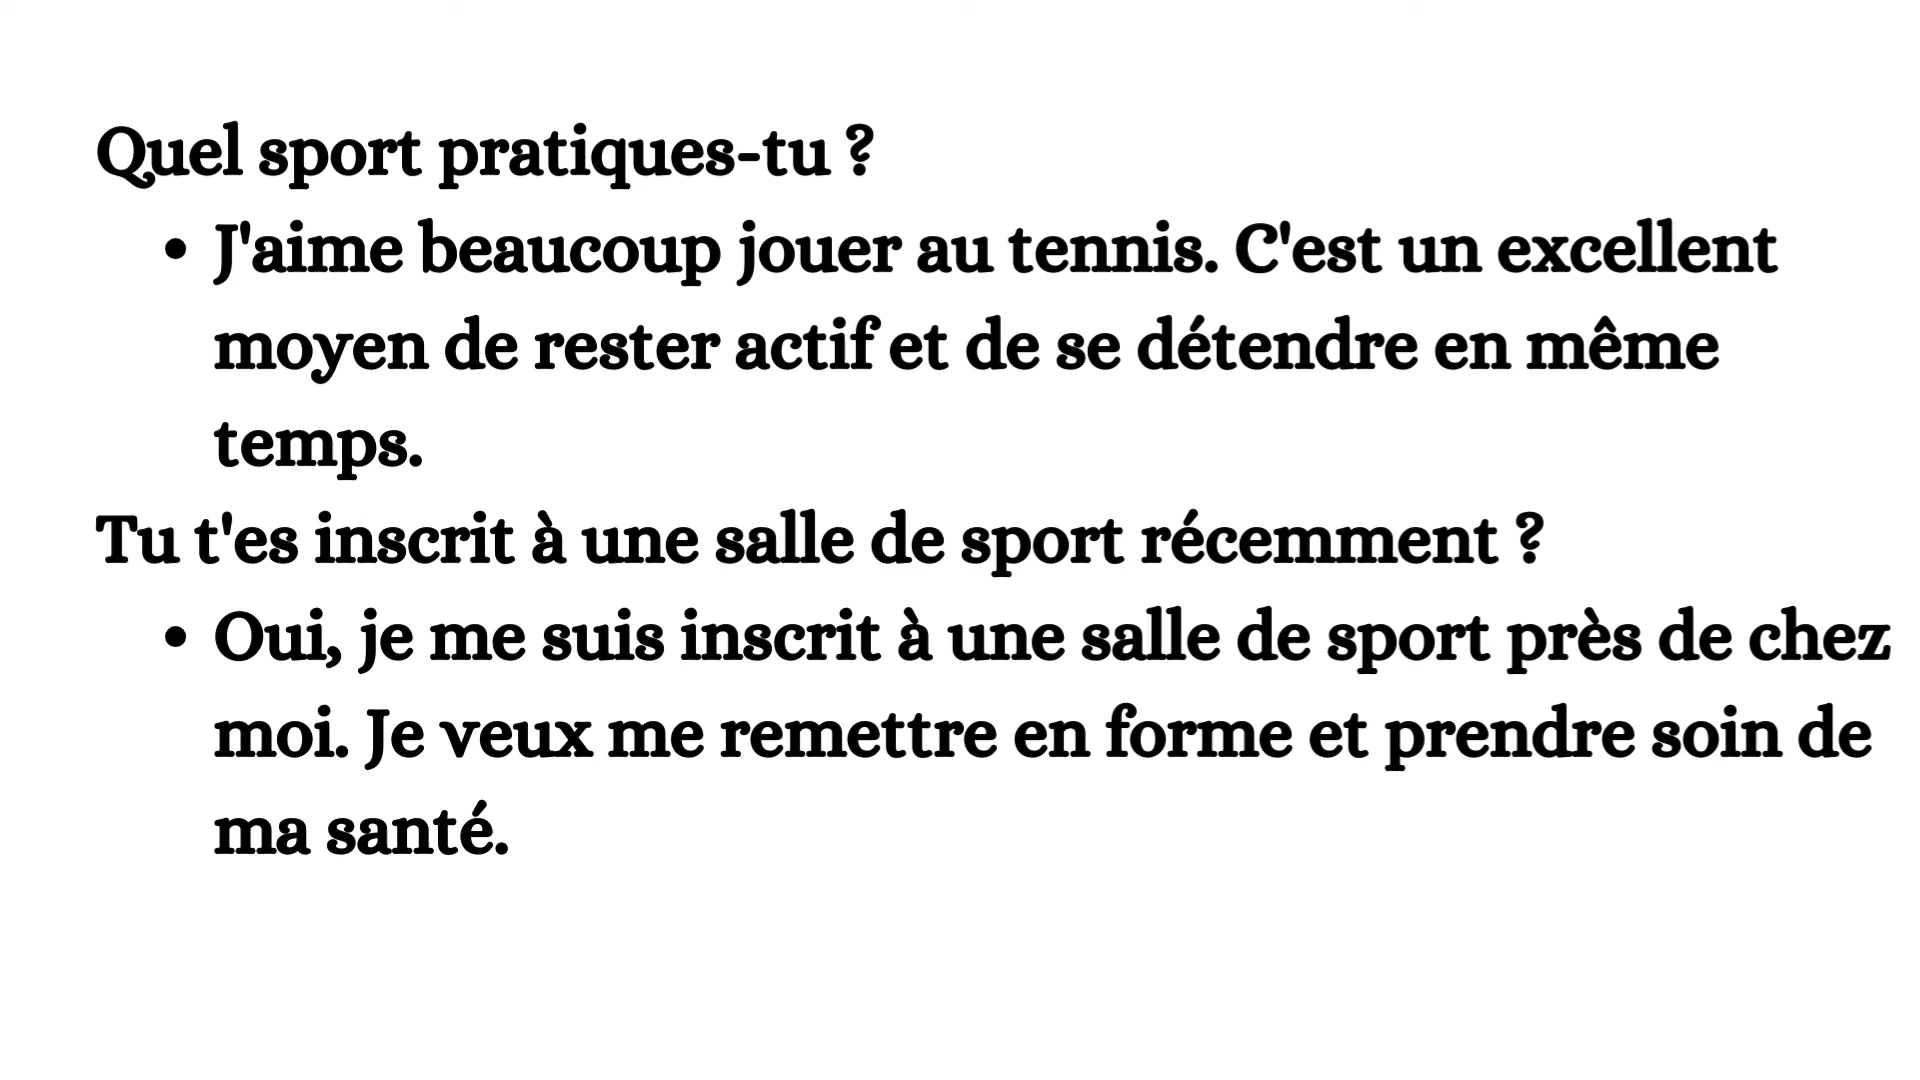 Quel sport pratiques-tu ?
• J'aime beaucoup jouer au tennis. C'est un excellent
moyen de rester actif et de se détendre en même
temps.
Tu t'es inscrit à une salle de sport récemment ?
• Oui, je me suis inscrit à une salle de sport près de chez
moi. Je veux me remettre en forme et prendre soin de
ma santé.